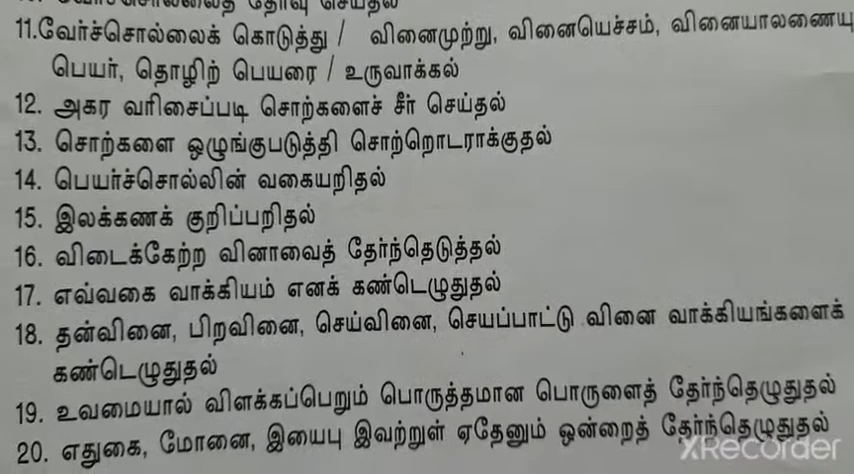 10. வேர்ச்சொல்லைத் தேர்வு செய்தல்
11.வேர்ச்சொல்லைக் கொடுத்து / வினைமுற்று, வினையெச்சம், வினையாலணையு
பெயர், தொழிற் பெயரை / உருவாக்கல்
12. அகர வரிசைப்படி சொற்களைச் சீர் செய்தல்
13. சொற்களை ஒழுங்குபடுத்தி சொற்றொடராக்குதல்
14. பெயர்ச்சொல்லின் வகையறிதல்
15. இலக்கணக் குறிப்பறிதல்
16. விடைக்கேற்ற வினாவைத் தேர்ந்தெடுத்தல்
17. எவ்வகை வாக்கியம் எனக் கண்டெழுதுதல்
18. தன்வினை, பிறவினை, செய்வினை, செயப்பாட்டு வினை வாக்கியங்களைக்
கண்டெழுதுதல்
19. உவமையால் விளக்கப்பெறும் பொருத்தமான பொருளைத் தேர்ந்தெழுதுதல்
20. எதுகை, மோனை, இயைபு இவற்றுள் ஏதேனும் ஒன்றைத் தேர்ந்தெழுதுதல்
XRecorder